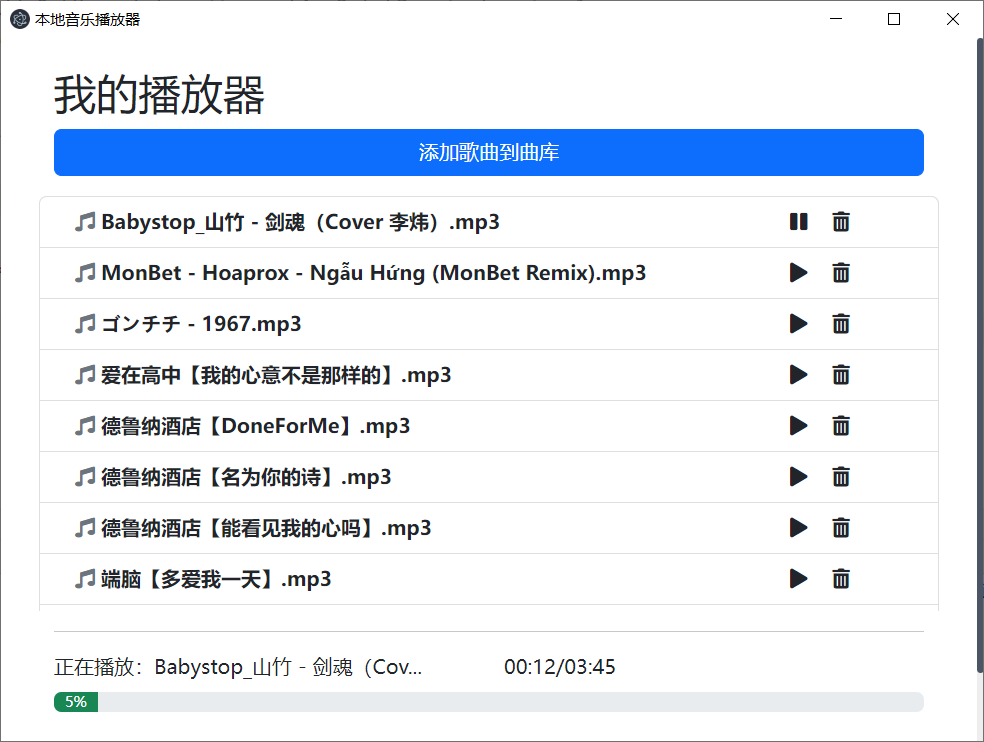 本地音乐播放器
我的播放器
添加歌曲到曲库
Babystop_山竹 - 剑魂（Cover 李炜）.mp3
MonBet - Hoaprox - Ngẫu Hứng (MonBet Remix).mp3
ゴンチチ - 1967.mp3
爱在高中【我的心意不是那样的】.mp3
德鲁纳酒店【DoneForMe】.mp3
德鲁纳酒店【名为你的诗】.mp3
德鲁纳酒店【能看见我的心吗】.mp3
端脑【多爱我一天】.mp3
正在播放：Babystop_山竹 - 剑魂（Cov... 00:12/03:45
5%